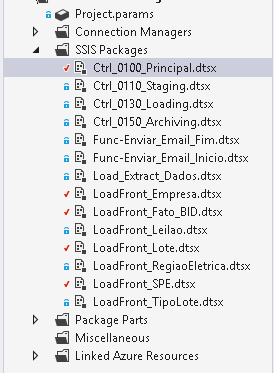 Project.params
Connection Managers
SSIS Packages
Ctrl_0100_Principal.dtsx
Ctrl_0110_Staging.dtsx
Ctrl_0130_Loading.dtsx
Ctrl_0150_Archiving.dtsx
Func-Enviar_Email_Fim.dtsx
Func-Enviar_Email_Inicio.dtsx
Load_Extract_Dados.dtsx
LoadFront_Empresa.dtsx
LoadFront_Fato_BID.dtsx
LoadFront_Leilao.dtsx
LoadFront_Lote.dtsx
LoadFront_RegiaoEletrica.dtsx
LoadFront_SPE.dtsx
LoadFront_TipoLote.dtsx
Package Parts
Miscellaneous
Linked Azure Resources